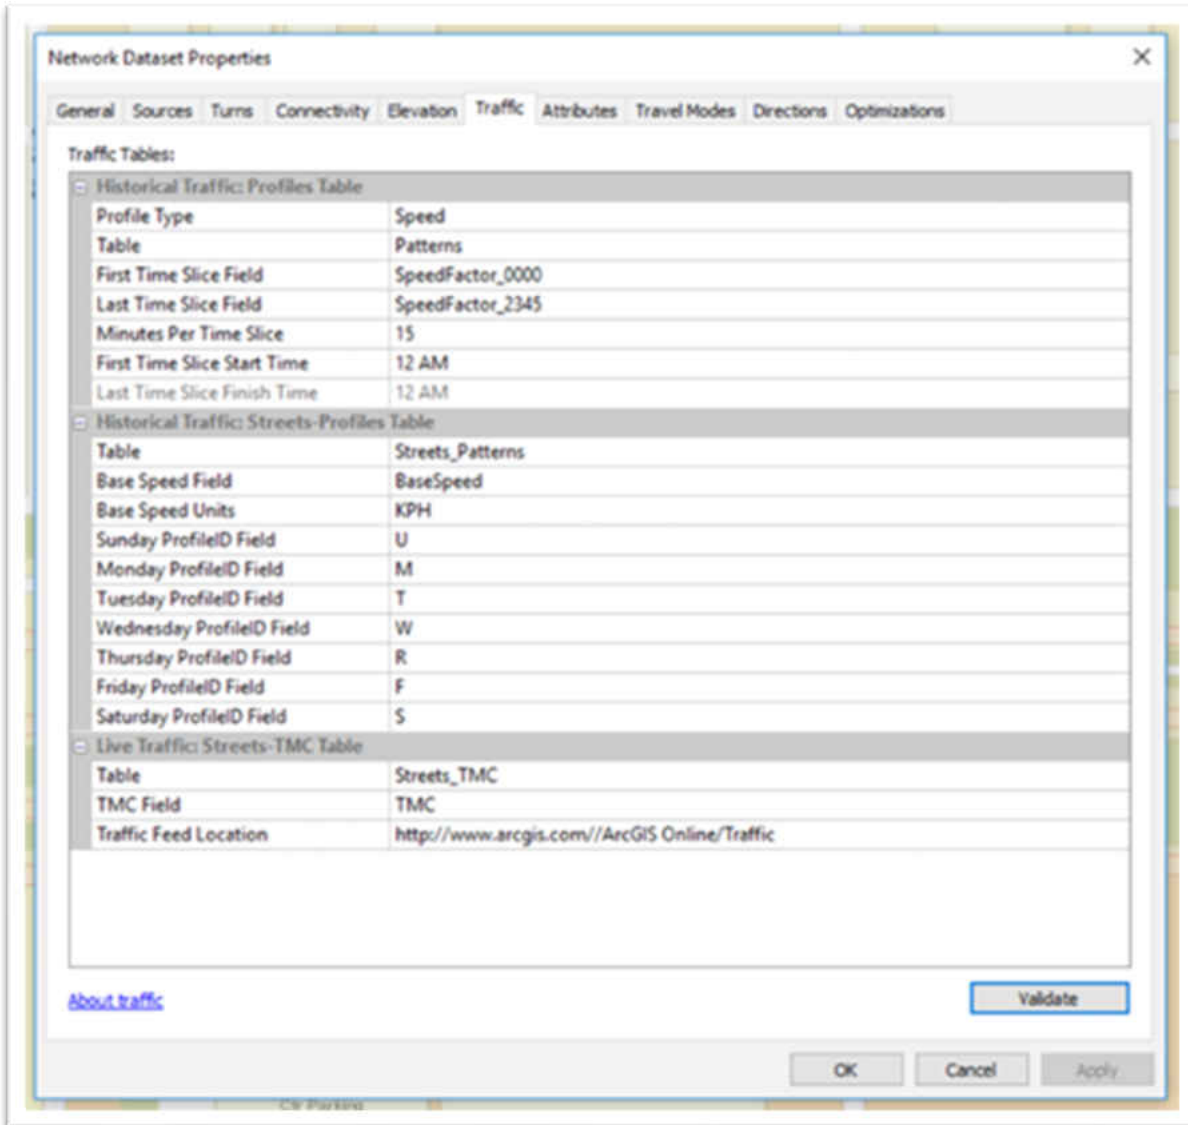 Network Dataset Properties
General Sources Turns Connectivity Elevation Traffic Attributes Travel Modes Directions Optimizations
Traffic Tables:
Historical Traffic: Profiles Table
Profile Type Speed
Table Patterns
First Time Slice Field SpeedFactor_0000
Last Time Slice Field SpeedFactor_2345
Minutes Per Time Slice 15
First Time Slice Start Time 12 AM
Last Time Slice Finish Time 12 AM
Historical Traffic: Streets-Profiles Table
Table Streets_Patterns
Base Speed Field BaseSpeed
Base Speed Units KPH
Sunday ProfileID Field U
Monday ProfileID Field M
Tuesday ProfileID Field T
Wednesday ProfileID Field W
Thursday ProfileID Field R
Friday ProfileID Field F
Saturday ProfileID Field S
Live Traffic: Streets-TMC Table
Table Streets_TMC
TMC Field TMC
Traffic Feed Location http://www.arcgis.com//ArcGIS Online/Traffic
About traffic
Validate
OK Cancel Apply
Ctr Parking